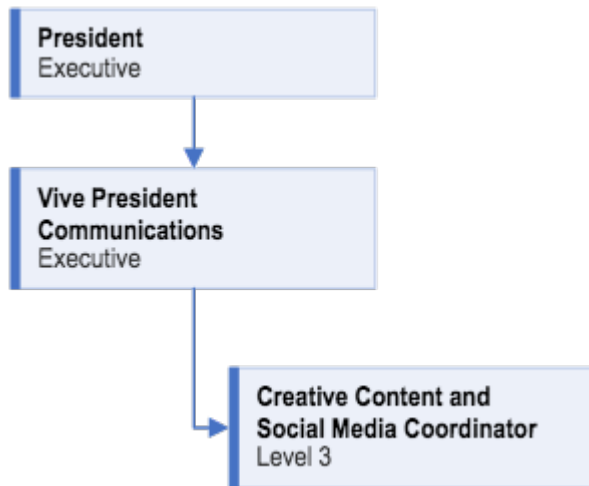 President
Executive
Vive President
Communications
Executive
Creative Content and
Social Media Coordinator
Level 3